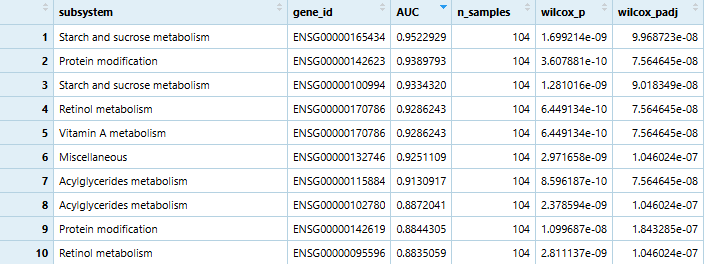 subsystem gene_id AUC n_samples wilcox_p wilcox_padj
1 Starch and sucrose metabolism ENSG00000165434 0.9522929 104 1.699214e-09 9.968723e-08
2 Protein modification ENSG00000142623 0.9389793 104 3.607881e-10 7.564645e-08
3 Starch and sucrose metabolism ENSG00000100994 0.9334320 104 1.281016e-09 9.018349e-08
4 Retinol metabolism ENSG00000170786 0.9286243 104 6.449134e-10 7.564645e-08
5 Vitamin A metabolism ENSG00000170786 0.9286243 104 6.449134e-10 7.564645e-08
6 Miscellaneous ENSG00000132746 0.9251109 104 2.971658e-09 1.046024e-07
7 Acylglycerides metabolism ENSG00000115884 0.9130917 104 8.596187e-10 7.564645e-08
8 Acylglycerides metabolism ENSG00000102780 0.8872041 104 2.378594e-09 1.046024e-07
9 Protein modification ENSG00000142619 0.8844305 104 1.099687e-08 1.843285e-07
10 Retinol metabolism ENSG00000095596 0.8835059 104 2.811137e-09 1.046024e-07